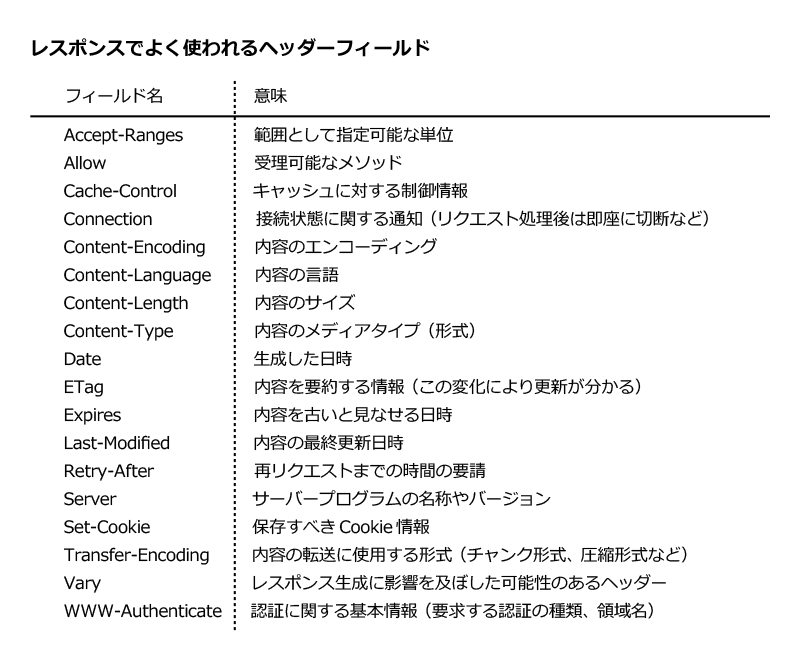 レスポンスでよく使われるヘッダーフィールド
フィールド名 意味
Accept-Ranges 範囲として指定可能な単位
Allow 受理可能なメソッド
Cache-Control キャッシュに対する制御情報
Connection 接続状態に関する通知（リクエスト処理後は即座に切断など）
Content-Encoding 内容のエンコーディング
Content-Language 内容の言語
Content-Length 内容のサイズ
Content-Type 内容のメディアタイプ（形式）
Date 生成した日時
ETag 内容を要約する情報（この変化により更新が分かる）
Expires 内容を古いと見なせる日時
Last-Modified 内容の最終更新日時
Retry-After 再リクエストまでの時間の要請
Server サーバープログラムの名称やバージョン
Set-Cookie 保存すべき Cookie 情報
Transfer-Encoding 内容の転送に使用する形式（チャンク形式、圧縮形式など）
Vary レスポンス生成に影響を及ぼした可能性のあるヘッダー
WWW-Authenticate 認証に関する基本情報（要求する認証の種類、領域名）